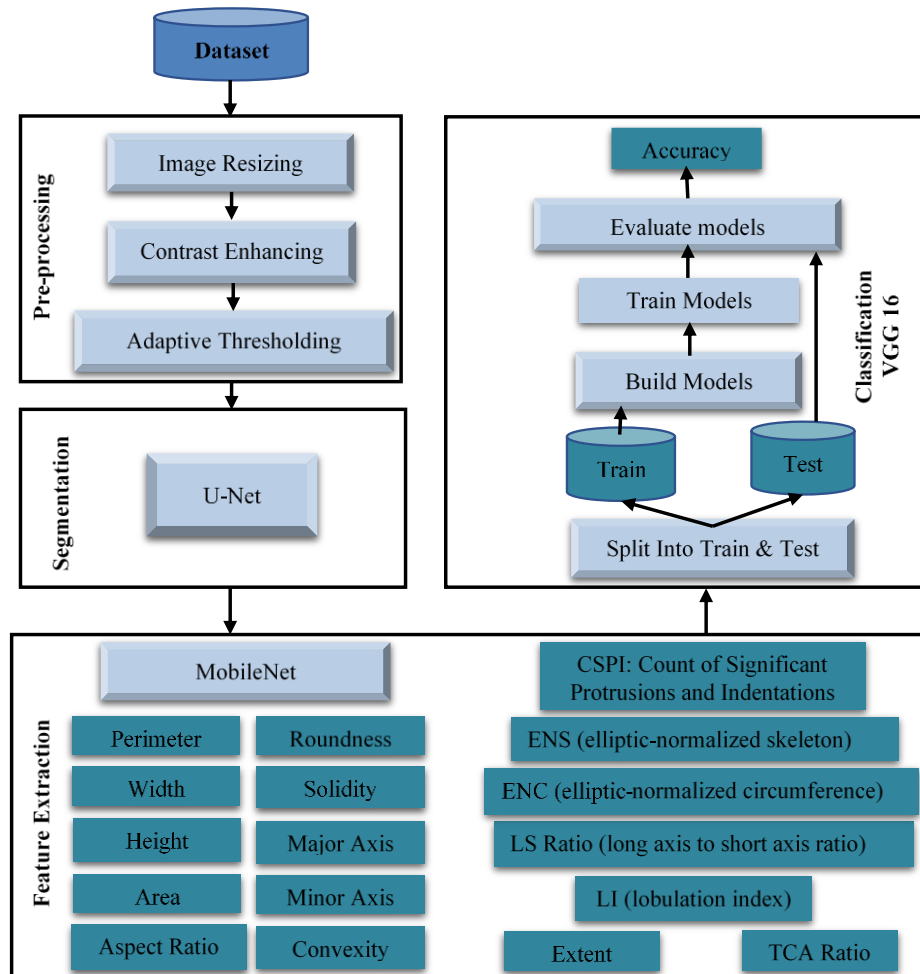 Dataset
Pre-processing
Image Resizing
Contrast Enhancing
Adaptive Thresholding
Segmentation
U-Net
Feature Extraction
MobileNet
Perimeter
Roundness
Width
Solidity
Height
Major Axis
Area
Minor Axis
Aspect Ratio
Convexity
CSPI: Count of Significant
Protrusions and Indentations
ENS (elliptic-normalized skeleton)
ENC (elliptic-normalized circumference)
LS Ratio (long axis to short axis ratio)
LI (lobulation index)
Extent
TCA Ratio
Classification
VGG 16
Accuracy
Evaluate models
Train Models
Build Models
Train
Test
Split Into Train & Test